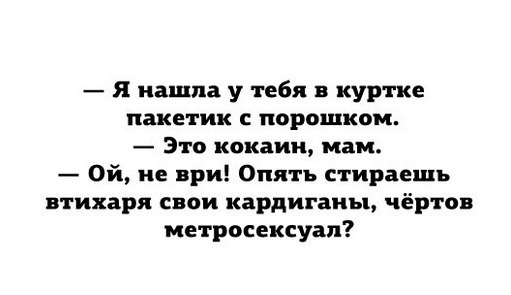 — Я нашла у тебя в куртке
пакетик с порошком.
— Это кокаин, мам.
— Ой, не ври! Опять стираешь
втихаря свои кардиганы, чёртов
метросексуал?